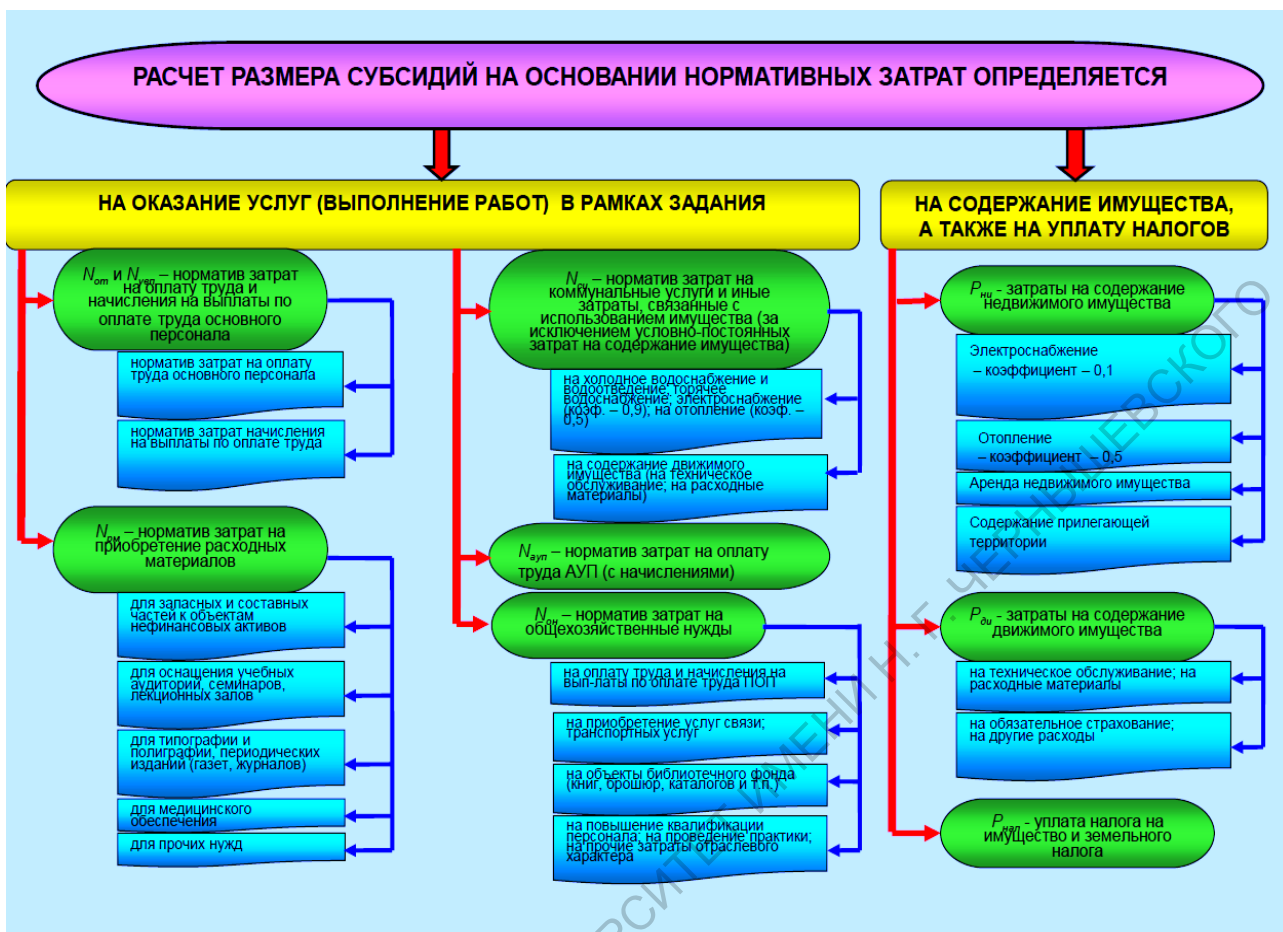 РАСЧЕТ РАЗМЕРА СУБСИДИЙ НА ОСНОВАНИИ НОРМАТИВНЫХ ЗАТРАТ ОПРЕДЕЛЯЕТСЯ
НА ОКАЗАНИЕ УСЛУГ (ВЫПОЛНЕНИЕ РАБОТ) В РАМКАХ ЗАДАНИЯ
Nот и Nувп – норматив затрат
на оплату труда и
начисления на выплаты по
оплате труда основного
персонала
норматив затрат на оплату
труда основного персонала
норматив затрат начисления
на выплаты по оплате труда
Nрм – норматив затрат на
приобретение расходных
материалов
для запасных и составных
частей к объектам
нефинансовых активов
для оснащения учебных
аудиторий, семинаров,
лекционных залов
для типографии и
полиграфии, периодических
изданий (газет, журналов)
для медицинского
обеспечения
для прочих нужд
– норматив затрат на
коммунальные услуги и иные
затраты, связанные с
использованием имущества (за
исключением условно-постоянных
затрат на содержание имущества)
на холодное водоснабжение и
водоотведение; горячее
водоснабжение; электроснабжение
(коэф. – 0,9); на отопление (коэф. –
0,5)
на содержание движимого
имущества (на техническое
обслуживание; на расходные
материалы)
Nауп – норматив затрат на оплату
труда АУП (с начислениями)
Nон – норматив затрат на
общехозяйственные нужды
на оплату труда и начисления на
вып-латы по оплате труда ПОП
на приобретение услуг связи;
транспортных услуг
на объекты библиотечного фонда
(книг, брошюр, каталогов и т.п.)
на повышение квалификации
персонала; на проведение практики;
на прочие затраты отраслевого
характера
НА СОДЕРЖАНИЕ ИМУЩЕСТВА,
А ТАКЖЕ НА УПЛАТУ НАЛОГОВ
Pни - затраты на содержание
недвижимого имущества
Электроснабжение
– коэффициент – 0,1
Отопление
– коэффициент – 0,5
Аренда недвижимого имущества
Содержание прилегающей
территории
Pди - затраты на содержание
движимого имущества
на техническое обслуживание; на
расходные материалы
на обязательное страхование;
на другие расходы
Pнал - уплата налога на
имущество и земельного
налога
ИМЕНИ Н. Г. ЧЕРНЫШЕВСКОГО